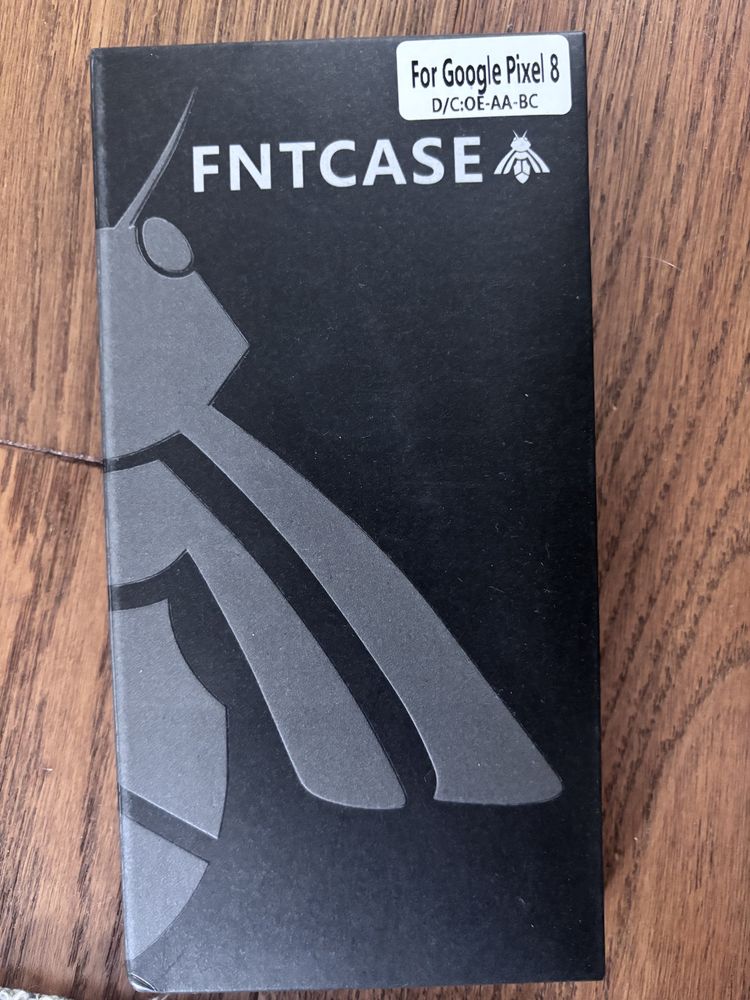 For Google Pixel 8
D/C:OE-AA-BC
FNTCASE